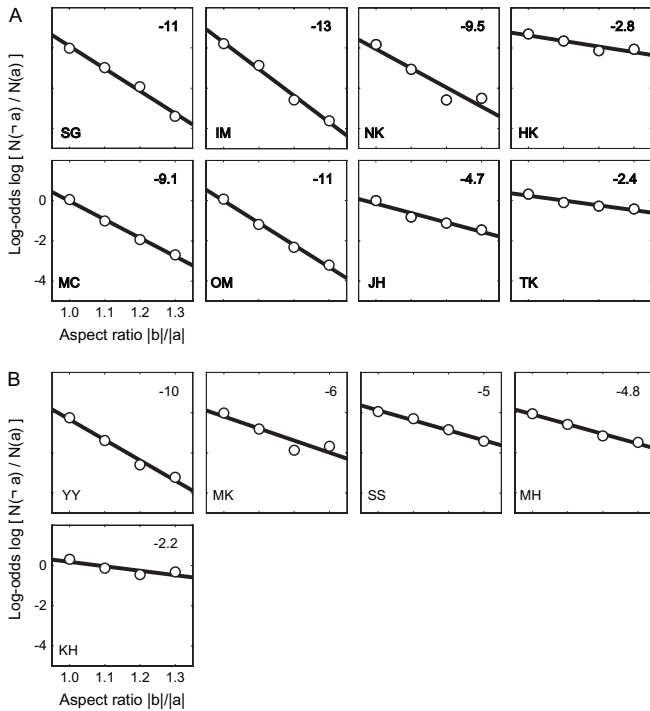 A
-11 -13 -9.5 -2.8
SG IM NK HK
-9.1 -11 -4.7 -2.4
0
-2
-4
MC OM JH TK
1.0 1.1 1.2 1.3
Aspect ratio |b|/|a|
Log-odds log [ N(¬ a) / N(a) ]
B
-10 -6 -5 -4.8
YY MK SS MH
-2.2
0
-2
-4
KH
1.0 1.1 1.2 1.3
Aspect ratio |b|/|a|
Log-odds log [ N(¬ a) / N(a) ]